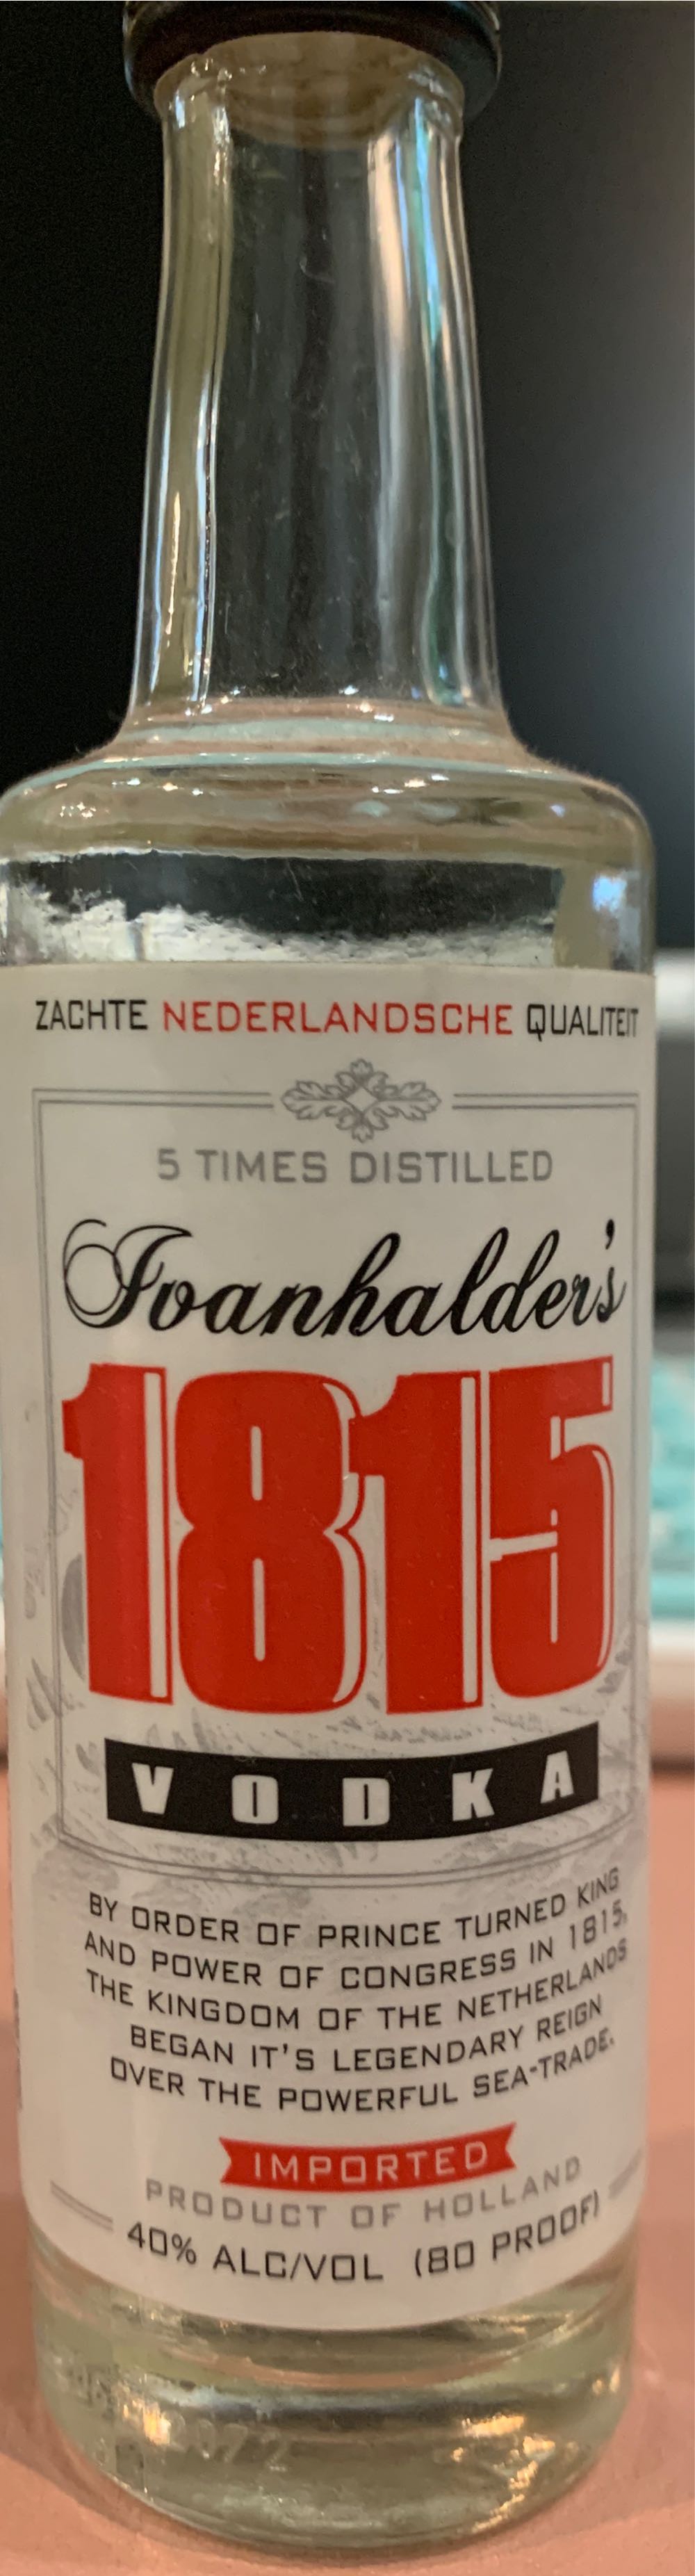 ZACHTE NEDERLANDSCHE QUALITEIT
5 TIMES DISTILLED
Ivanhalder's
1815
VODKA
BY ORDER OF PRINCE TURNED KING
AND POWER OF CONGRESS IN 1815,
THE KINGDOM OF THE NETHERLANDS
BEGAN IT'S LEGENDARY REIGN
OVER THE POWERFUL SEA-TRADE.
IMPORTED
PRODUCT OF HOLLAND
40% ALC/VOL (80 PROOF)